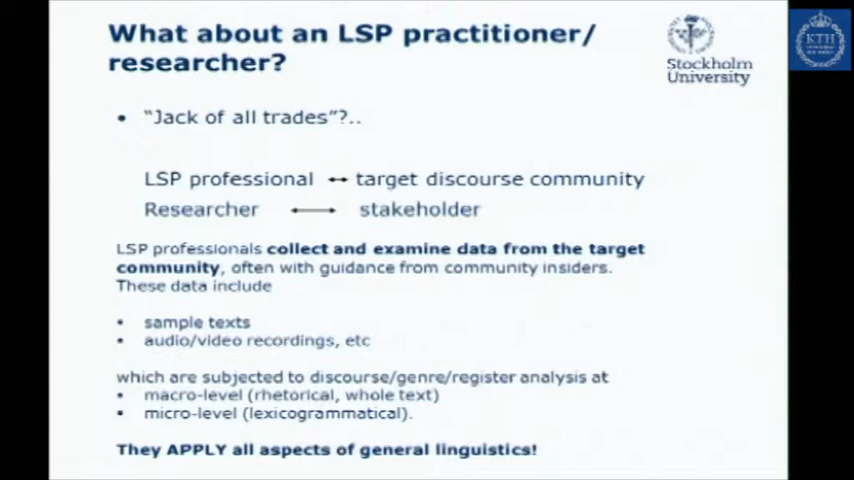 What about an LSP practitioner/
researcher?
Stockholm
University
KTH
• "Jack of all trades"?..
LSP professional ↔ target discourse community
Researcher ↔ stakeholder
LSP professionals collect and examine data from the target
community, often with guidance from community insiders.
These data include
• sample texts
• audio/video recordings, etc
which are subjected to discourse/genre/register analysis at
• macro-level (rhetorical, whole text)
• micro-level (lexicogrammatical).
They APPLY all aspects of general linguistics!